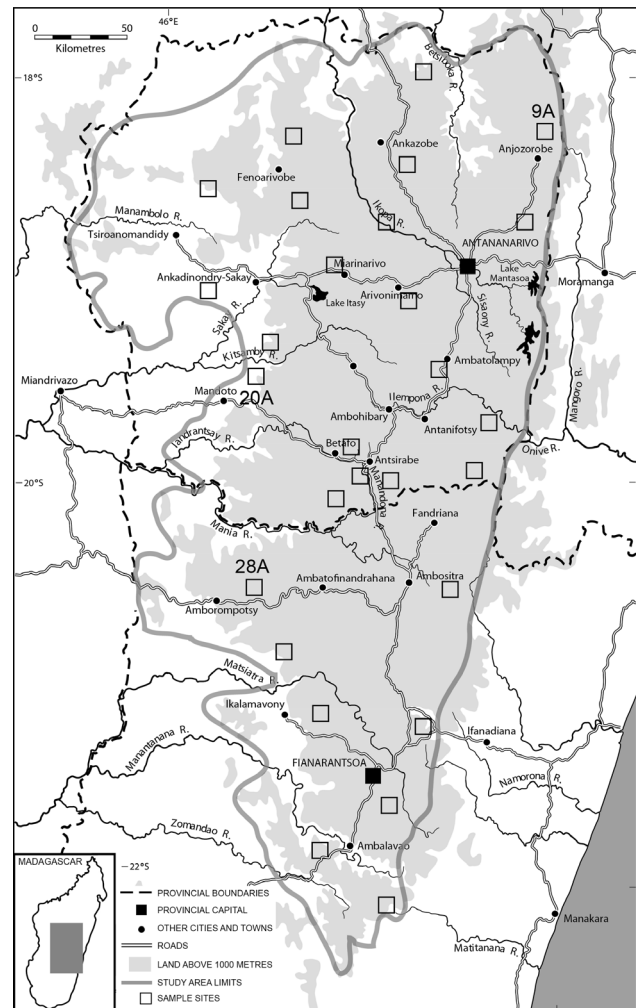 46°E
0 50
Kilometres
18°S
Betsiboka R.
9A
Ankazobe
Anjozorobe
Fenoarivobe
Manambolo R.
Ikopa R.
Tsiroanomandidy
ANTANANARIVO
Miarinarivo
Lake
Mantasoa
Ankadinondry-Sakay
Moramanga
Arivonimamo
Lake Itasy
Sakay R.
Sisaony R.
Kitsamby R.
Ambatolampy
Mangoro R.
Miandrivazo
Mandoto
20A
Ilempona R.
Ambohibary
Antanifotsy
Iandratsay R.
Betafo
Onive R.
Antsirabe
20°S
Manandona
Mania R.
Fandriana
28A
Ambatofinandrahana
Ambositra
Amborompotsy
Matsiatra R.
Ikalamavony
Ifanadiana
Manantanana R.
FIANARANTSOA
Namorona R.
Zomandao R.
Ambalavao
MADAGASCAR
22°S
PROVINCIAL BOUNDARIES
PROVINCIAL CAPITAL
OTHER CITIES AND TOWNS
ROADS
LAND ABOVE 1000 METRES
STUDY AREA LIMITS
SAMPLE SITES
Manakara
Matitanana R.